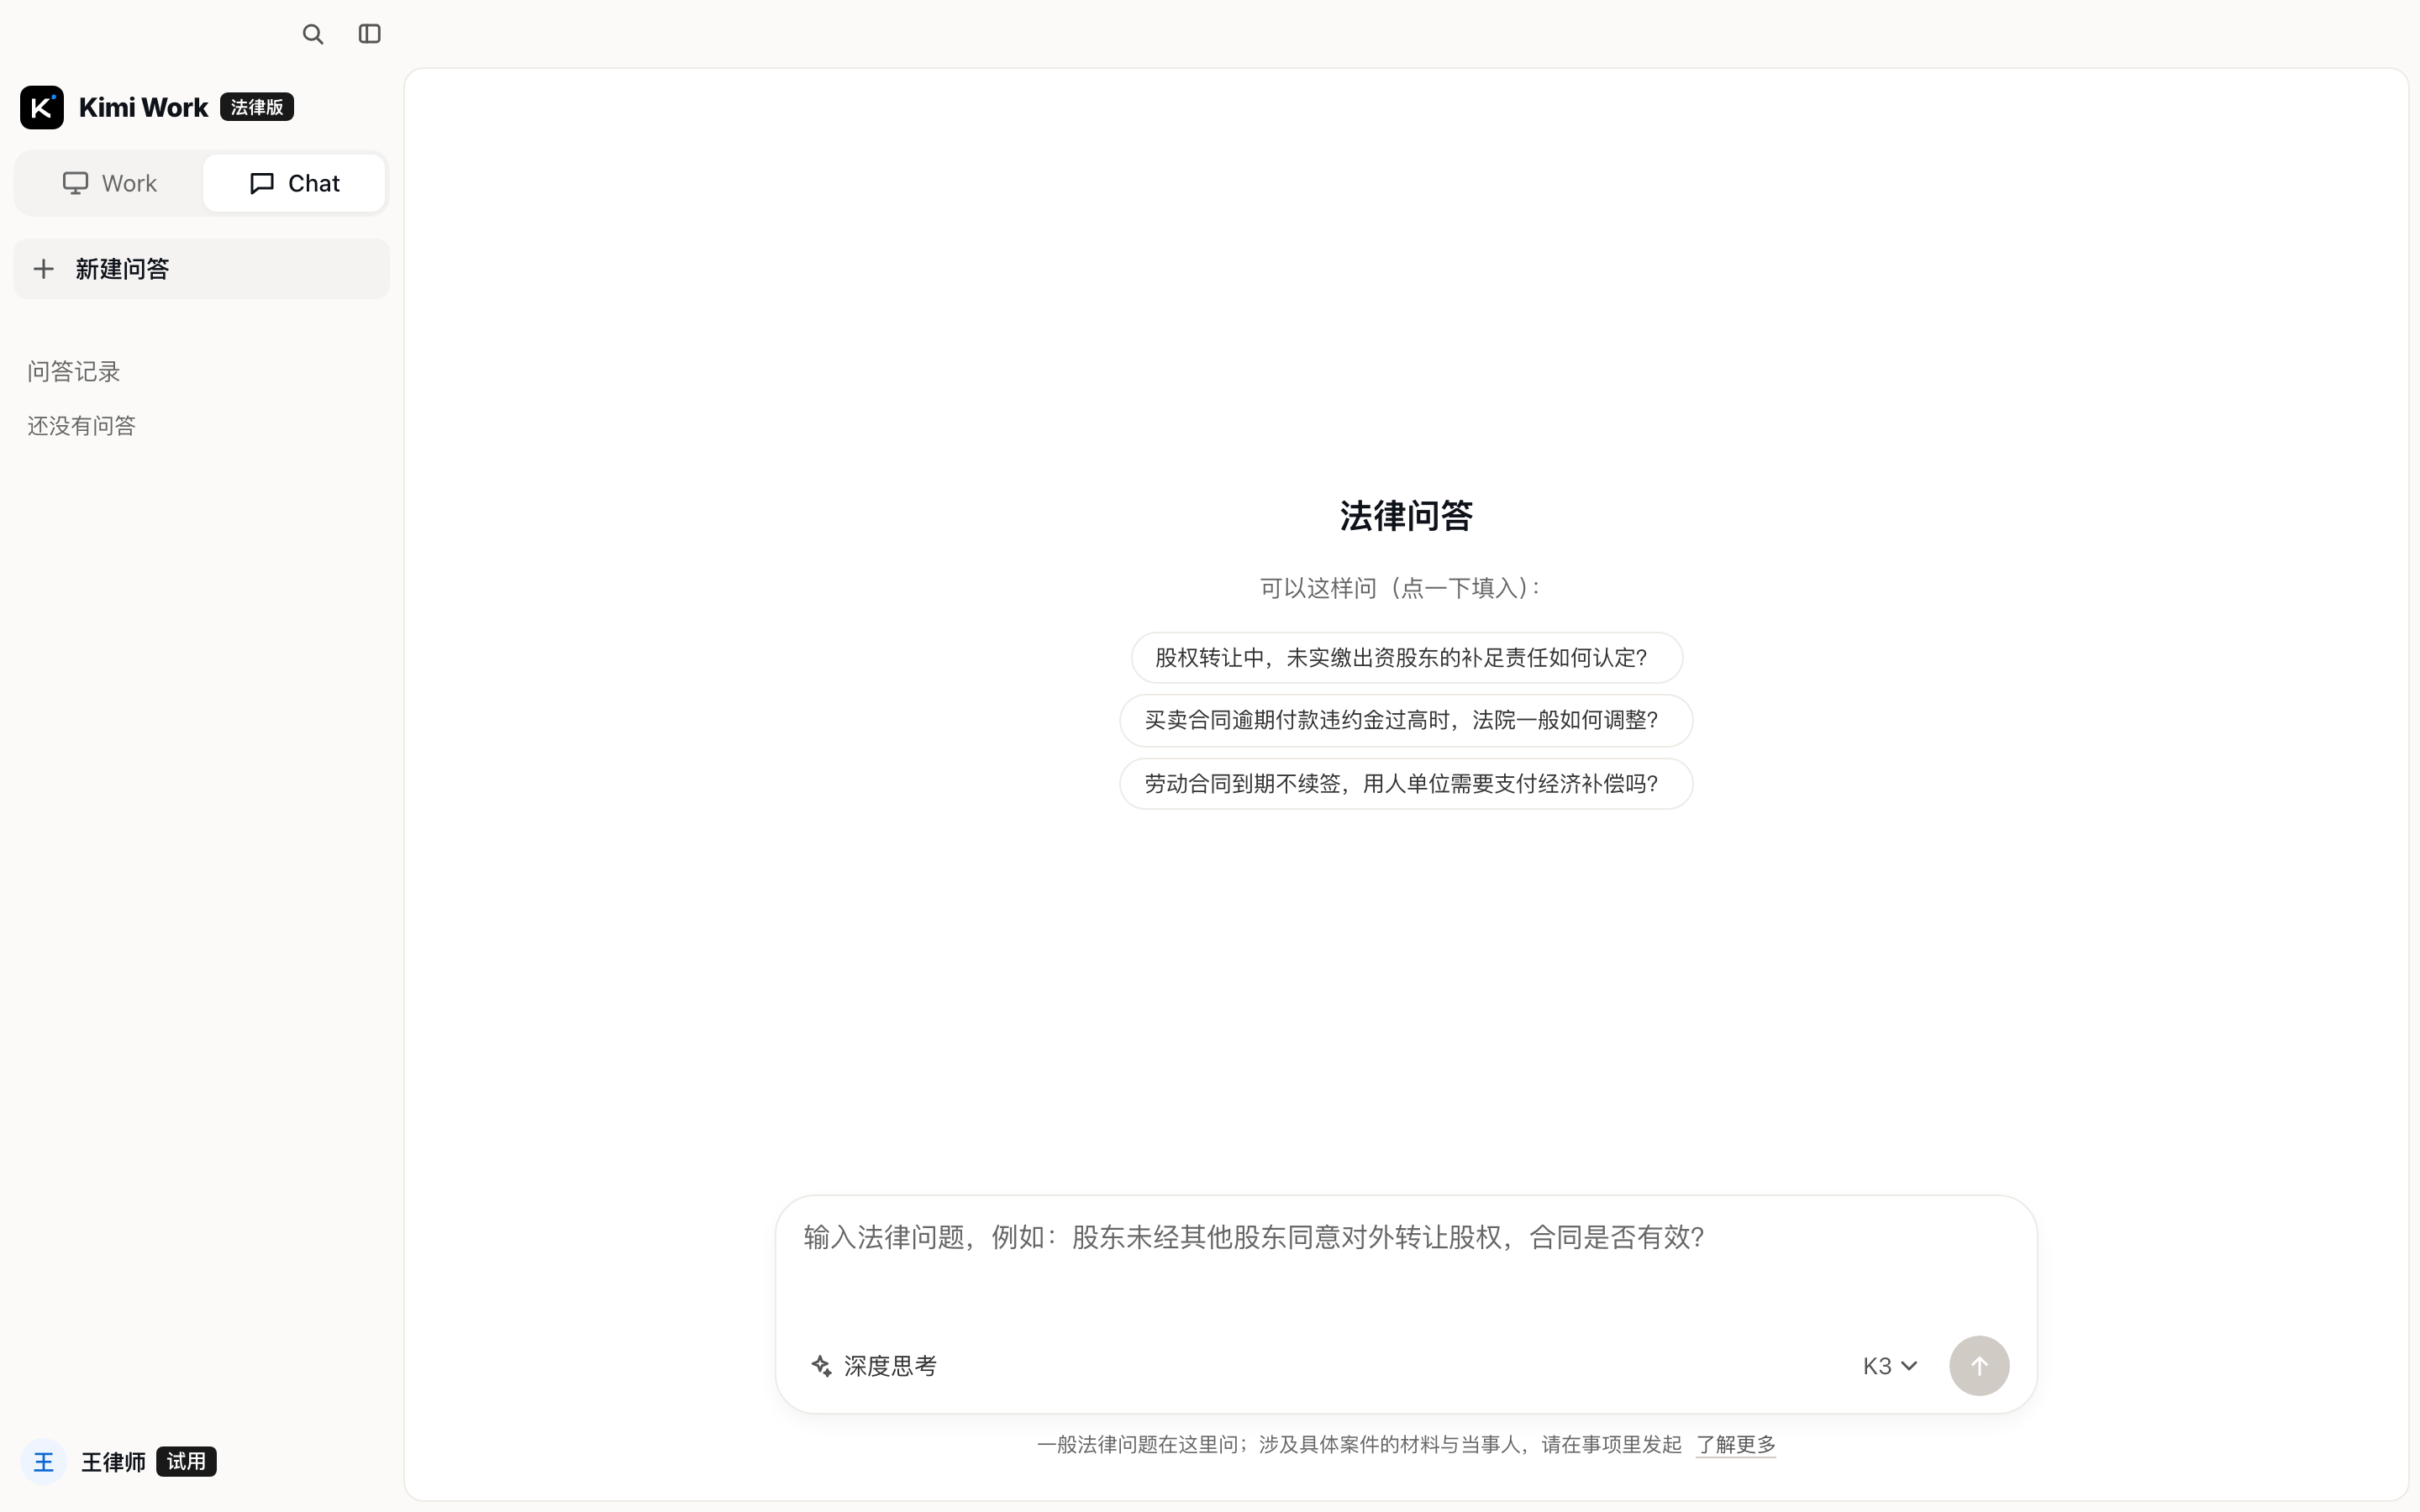 Kimi Work 法律版
Work Chat
新建问答
问答记录
还没有问答
王 王律师 试用
法律问答
可以这样问（点一下填入）：
股权转让中，未实缴出资股东的补足责任如何认定？
买卖合同逾期付款违约金过高时，法院一般如何调整？
劳动合同到期不续签，用人单位需要支付经济补偿吗？
输入法律问题，例如：股东未经其他股东同意对外转让股权，合同是否有效？
深度思考 K3
一般法律问题在这里问；涉及具体案件的材料与当事人，请在事项里发起 了解更多